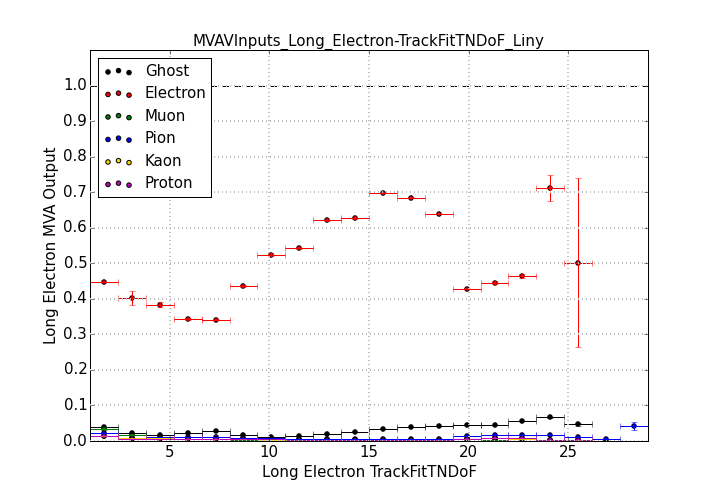 MVAVInputs_Long_Electron-TrackFitTNDoF_Liny
Ghost
Electron
Muon
Pion
Kaon
Proton
Long Electron MVA Output
1.0
0.9
0.8
0.7
0.6
0.5
0.4
0.3
0.2
0.1
0.0
5
10
15
20
25
Long Electron TrackFitTNDoF